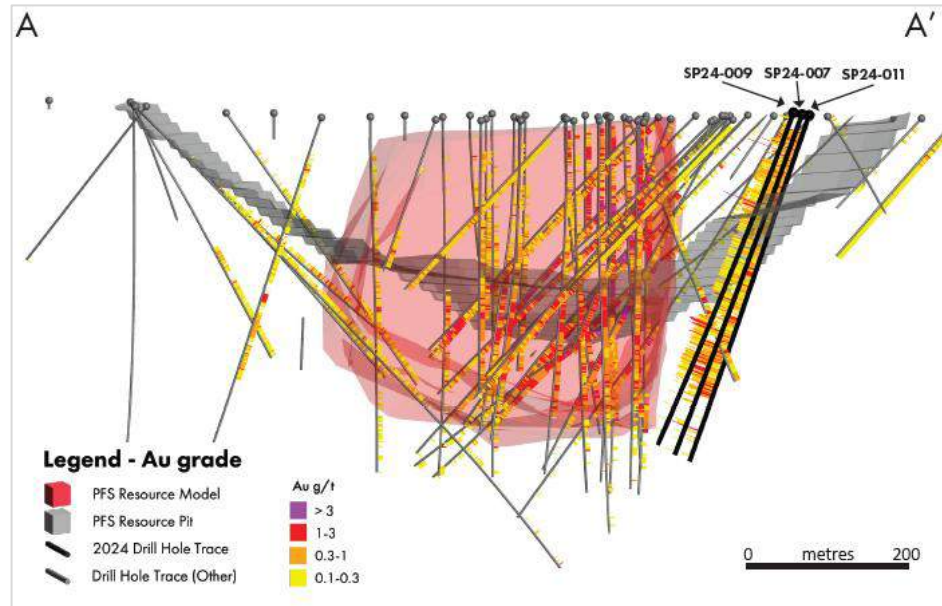 A A′
SP24-009 SP24-007 SP24-011
Legend - Au grade
PFS Resource Model
PFS Resource Pit
2024 Drill Hole Trace
Drill Hole Trace (Other)
Au g/t
> 3
1-3
0.3-1
0.1-0.3
0 metres 200